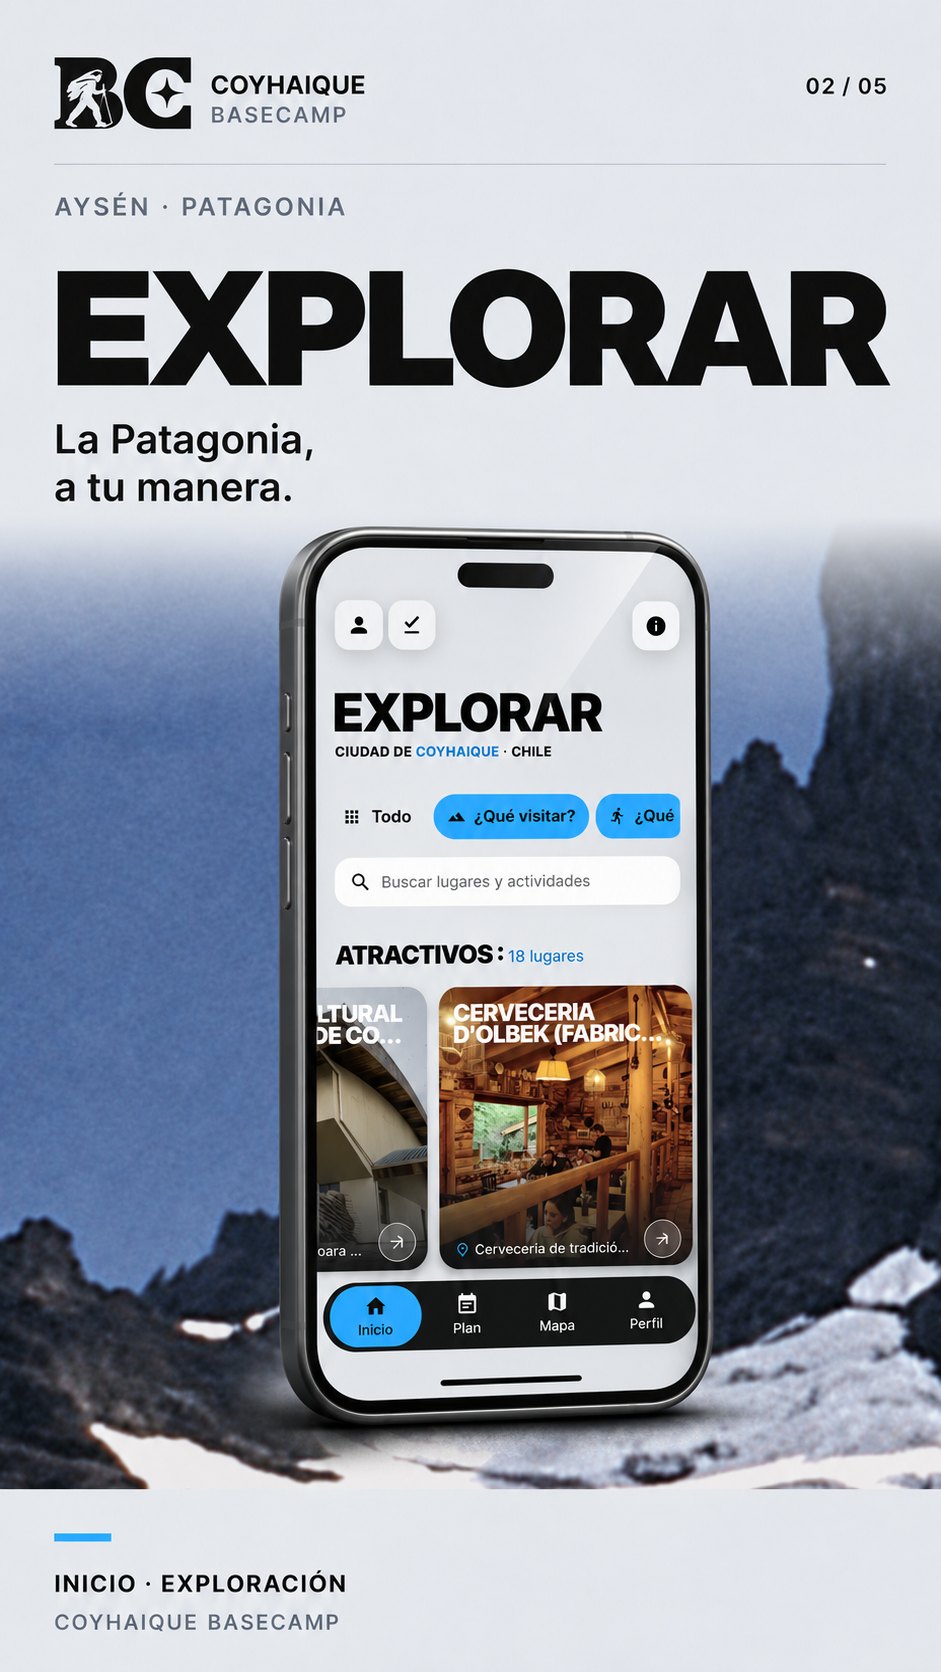 BC
COYHAIQUE
BASECAMP
02 / 05
AYSÉN · PATAGONIA
EXPLORAR
La Patagonia,
a tu manera.
EXPLORAR
CIUDAD DE COYHAIQUE · CHILE
Todo
¿Qué visitar?
¿Qué
Buscar lugares y actividades
ATRACTIVOS: 18 lugares
LTURAL
DE CO...
oara ...
CERVECERIA
D'OLBEK (FABRIC...
Cerveceria de tradició...
Inicio
Plan
Mapa
Perfil
INICIO · EXPLORACIÓN
COYHAIQUE BASECAMP